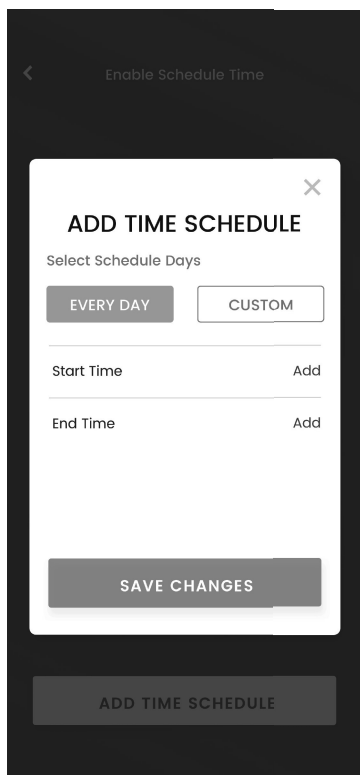 Enable Schedule Time
ADD TIME SCHEDULE
Select Schedule Days
EVERY DAY CUSTOM
Start Time Add
End Time Add
SAVE CHANGES
ADD TIME SCHEDULE